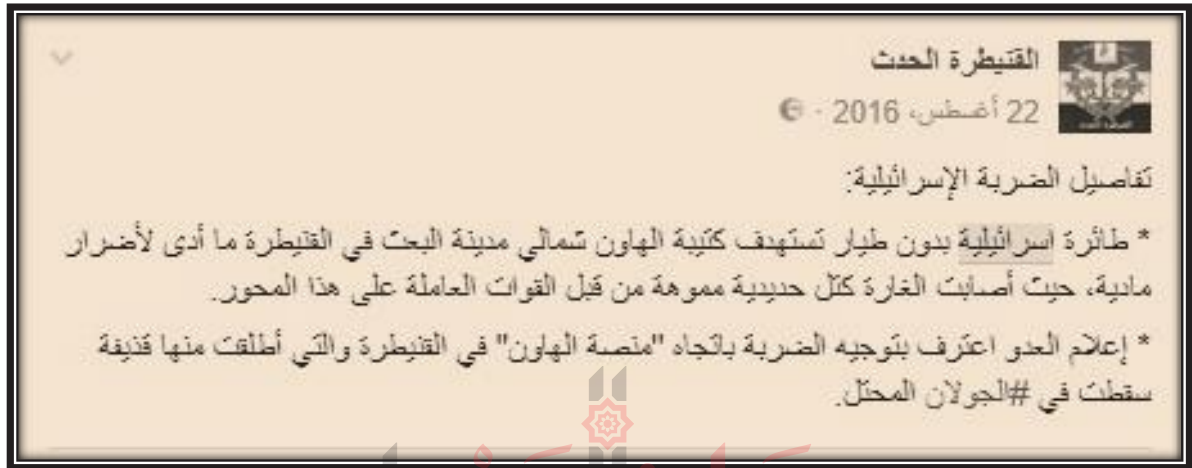 القنيطرة الحدث
22 أغسطس، 2016 ·
تفاصيل الضربة الإسرائيلية:
* طائرة اسرائيلية بدون طيار تستهدف كتيبة الهاون شمالي مدينة البعث في القنيطرة ما أدى لأضرار
مادية، حيث أصابت الغارة كتل حديدية مموهة من قبل القوات العاملة على هذا المحور.
* إعلام العدو اعترف بتوجيه الضربة باتجاه "منصة الهاون" في القنيطرة والتي أطلقت منها قذيفة
سقطت في #الجولان المحتل.